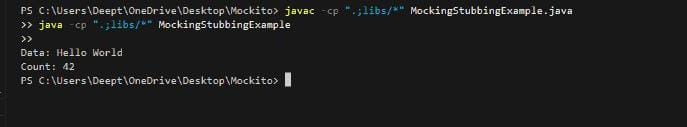 PS C:\Users\Deept\OneDrive\Desktop\Mockito> javac -cp ".;libs/*" MockingStubbingExample.java
>> java -cp ".;libs/*" MockingStubbingExample
>>
Data: Hello World
Count: 42
PS C:\Users\Deept\OneDrive\Desktop\Mockito>